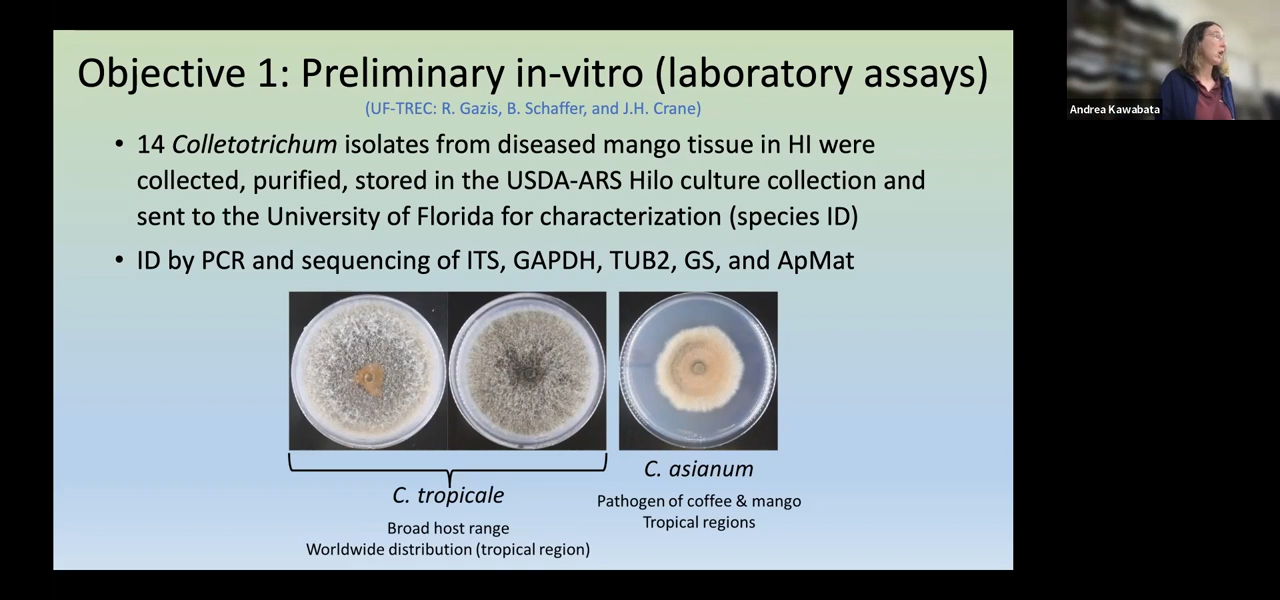 Objective 1: Preliminary in-vitro (laboratory assays)
(UF-TREC: R. Gazis, B. Schaffer, and J.H. Crane)
• 14 Colletotrichum isolates from diseased mango tissue in HI were
collected, purified, stored in the USDA-ARS Hilo culture collection and
sent to the University of Florida for characterization (species ID)
• ID by PCR and sequencing of ITS, GAPDH, TUB2, GS, and ApMat
C. tropicale
Broad host range
Worldwide distribution (tropical region)
C. asianum
Pathogen of coffee & mango
Tropical regions
Andrea Kawabata